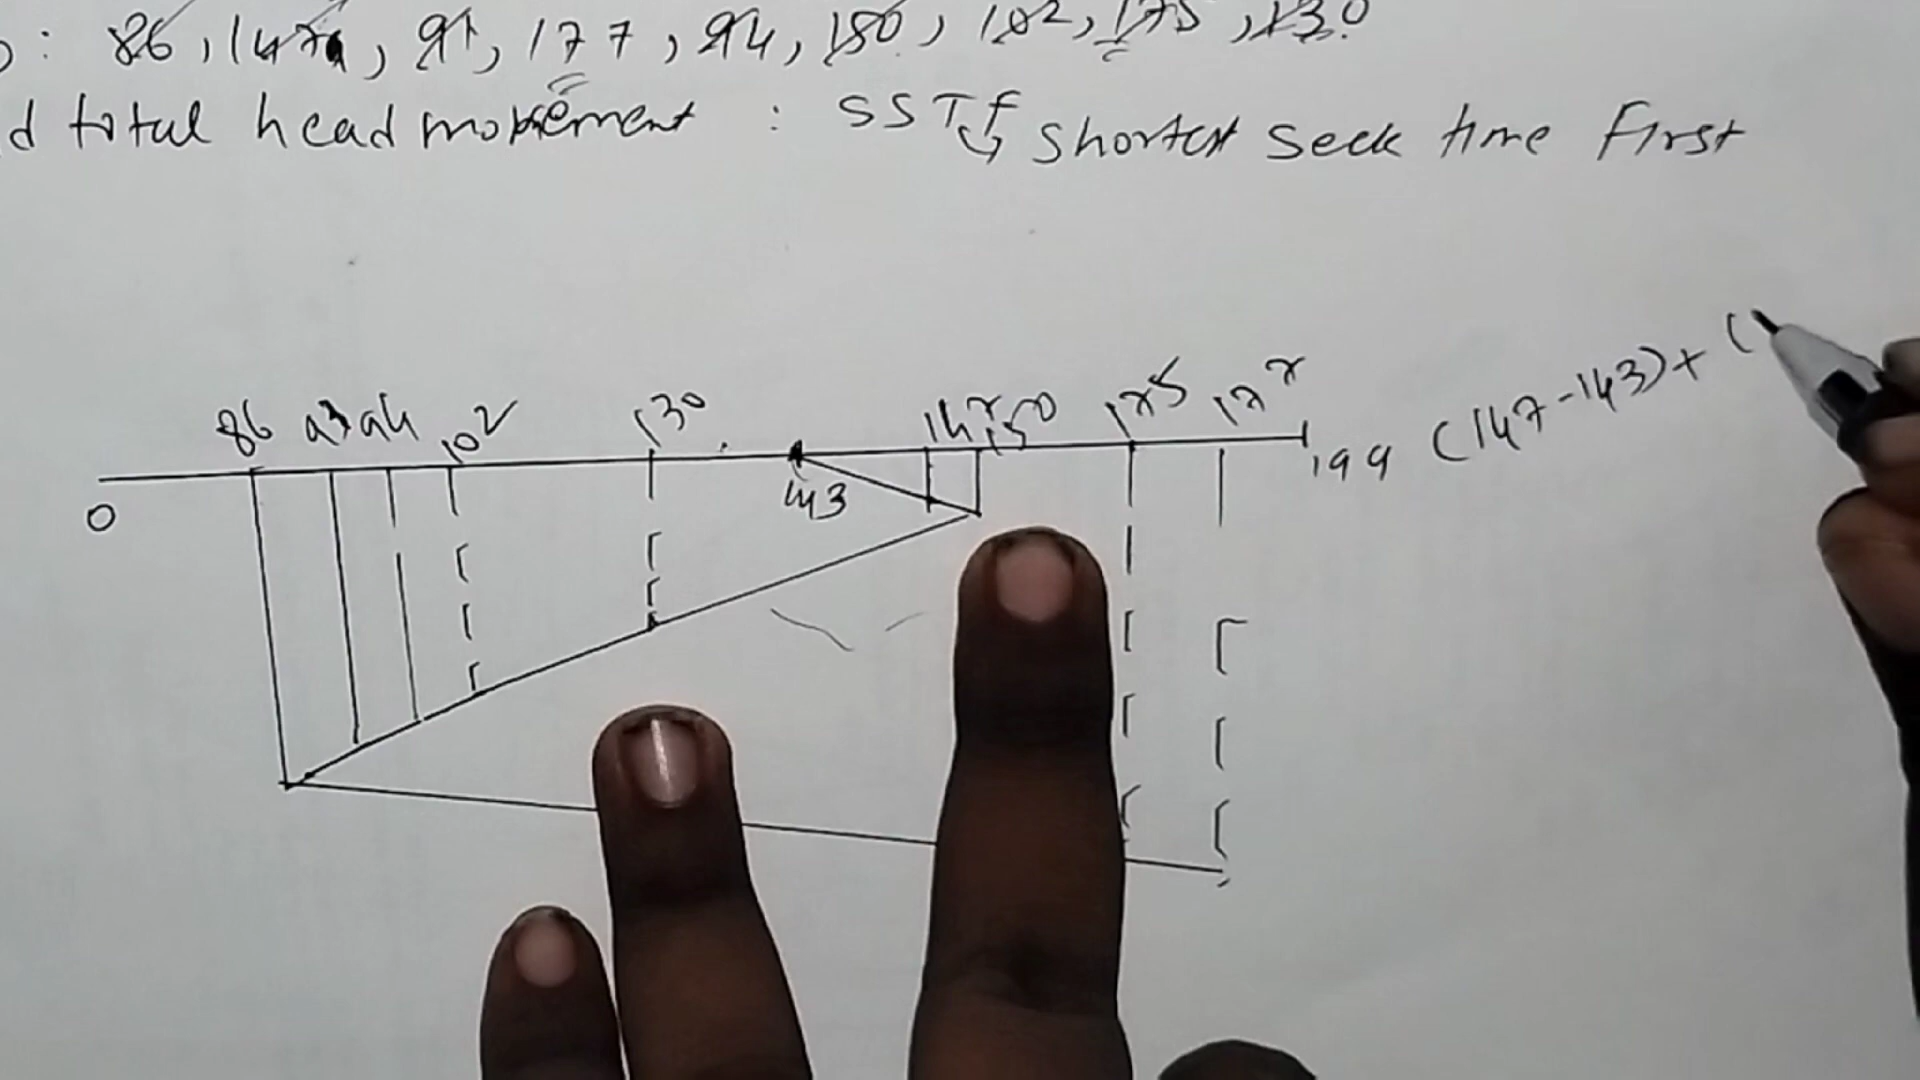 : 86, 147, 91, 177, 94, 150, 102, 175, 130
d total head movement : SSTF Shortest Seek time First
86 91 94 102 130 147 150 175 177
0 143 199 (147-143)+(